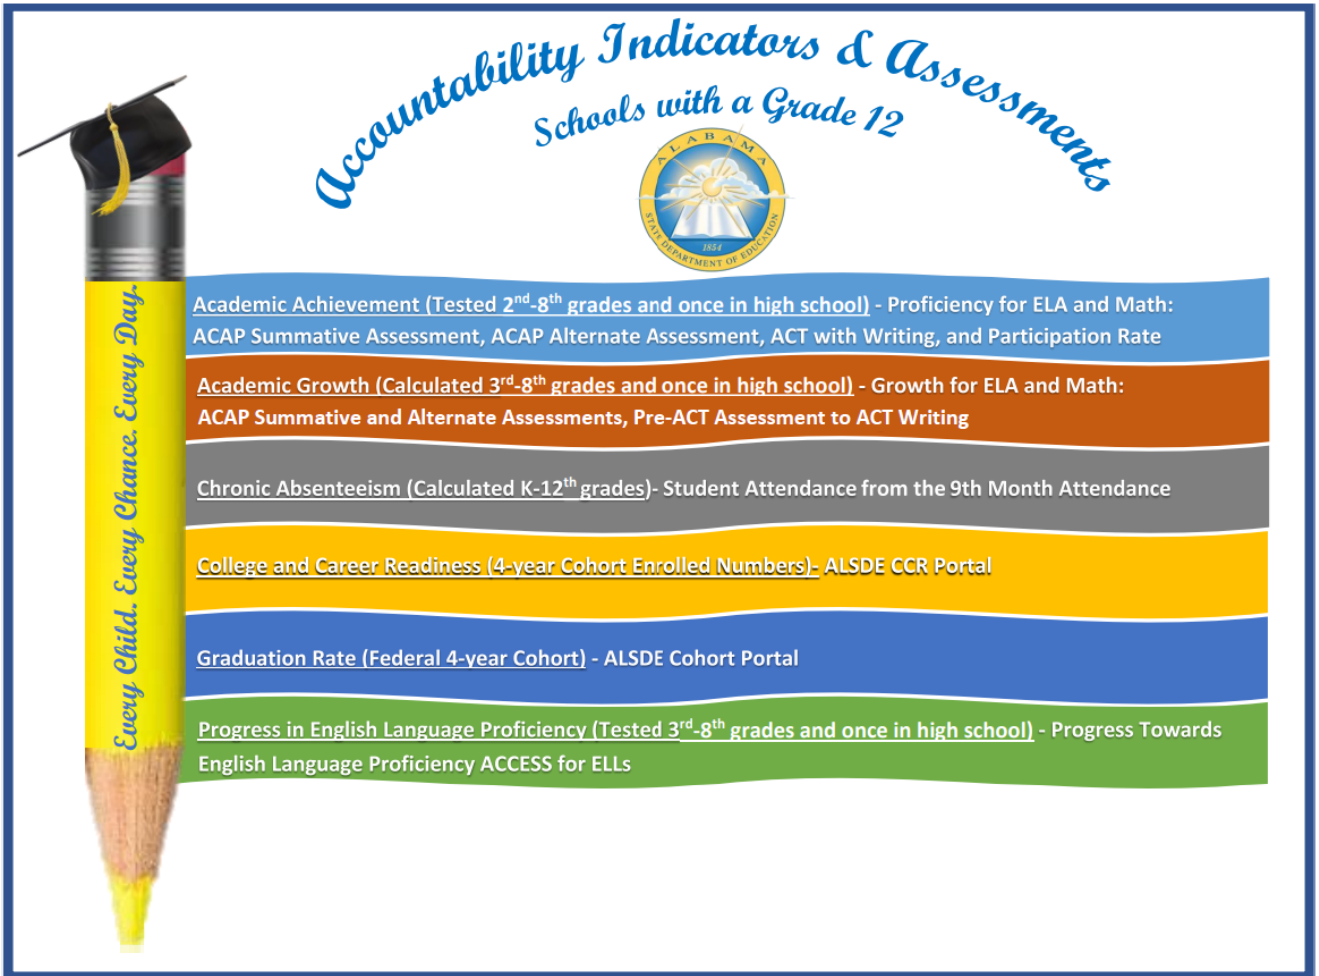 Accountability Indicators & Assessments
Schools with a Grade 12
ALABAMA
STATE DEPARTMENT OF EDUCATION
1854
Every Child. Every Chance. Every Day.
Academic Achievement (Tested 2nd-8th grades and once in high school) - Proficiency for ELA and Math:
ACAP Summative Assessment, ACAP Alternate Assessment, ACT with Writing, and Participation Rate
Academic Growth (Calculated 3rd-8th grades and once in high school) - Growth for ELA and Math:
ACAP Summative and Alternate Assessments, Pre-ACT Assessment to ACT Writing
Chronic Absenteeism (Calculated K-12th grades)- Student Attendance from the 9th Month Attendance
College and Career Readiness (4-year Cohort Enrolled Numbers)- ALSDE CCR Portal
Graduation Rate (Federal 4-year Cohort) - ALSDE Cohort Portal
Progress in English Language Proficiency (Tested 3rd-8th grades and once in high school) - Progress Towards
English Language Proficiency ACCESS for ELLs